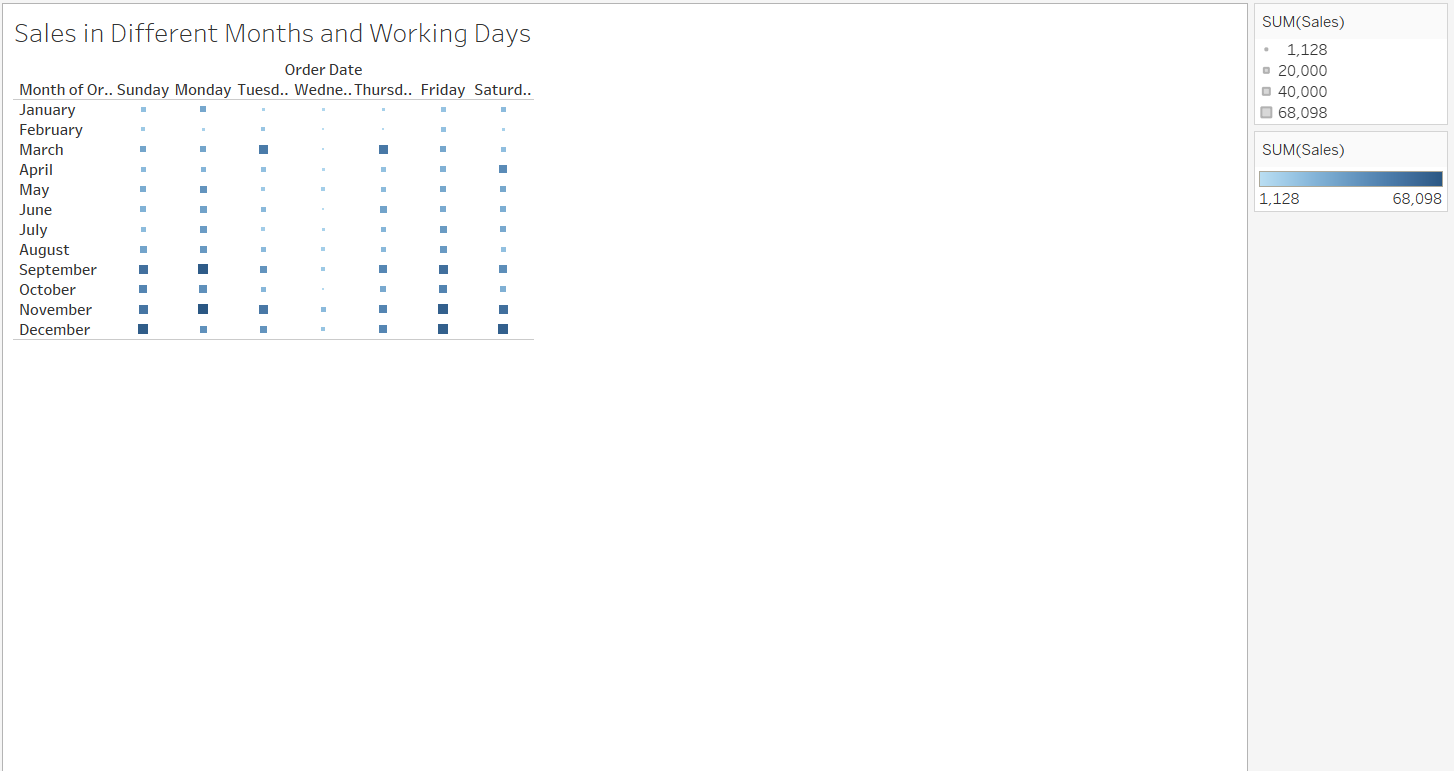 Sales in Different Months and Working Days
Order Date
Month of Or.. Sunday Monday Tuesd.. Wedne.. Thursd.. Friday Saturd..
January
February
March
April
May
June
July
August
September
October
November
December
SUM(Sales)
1,128
20,000
40,000
68,098
SUM(Sales)
1,128 68,098